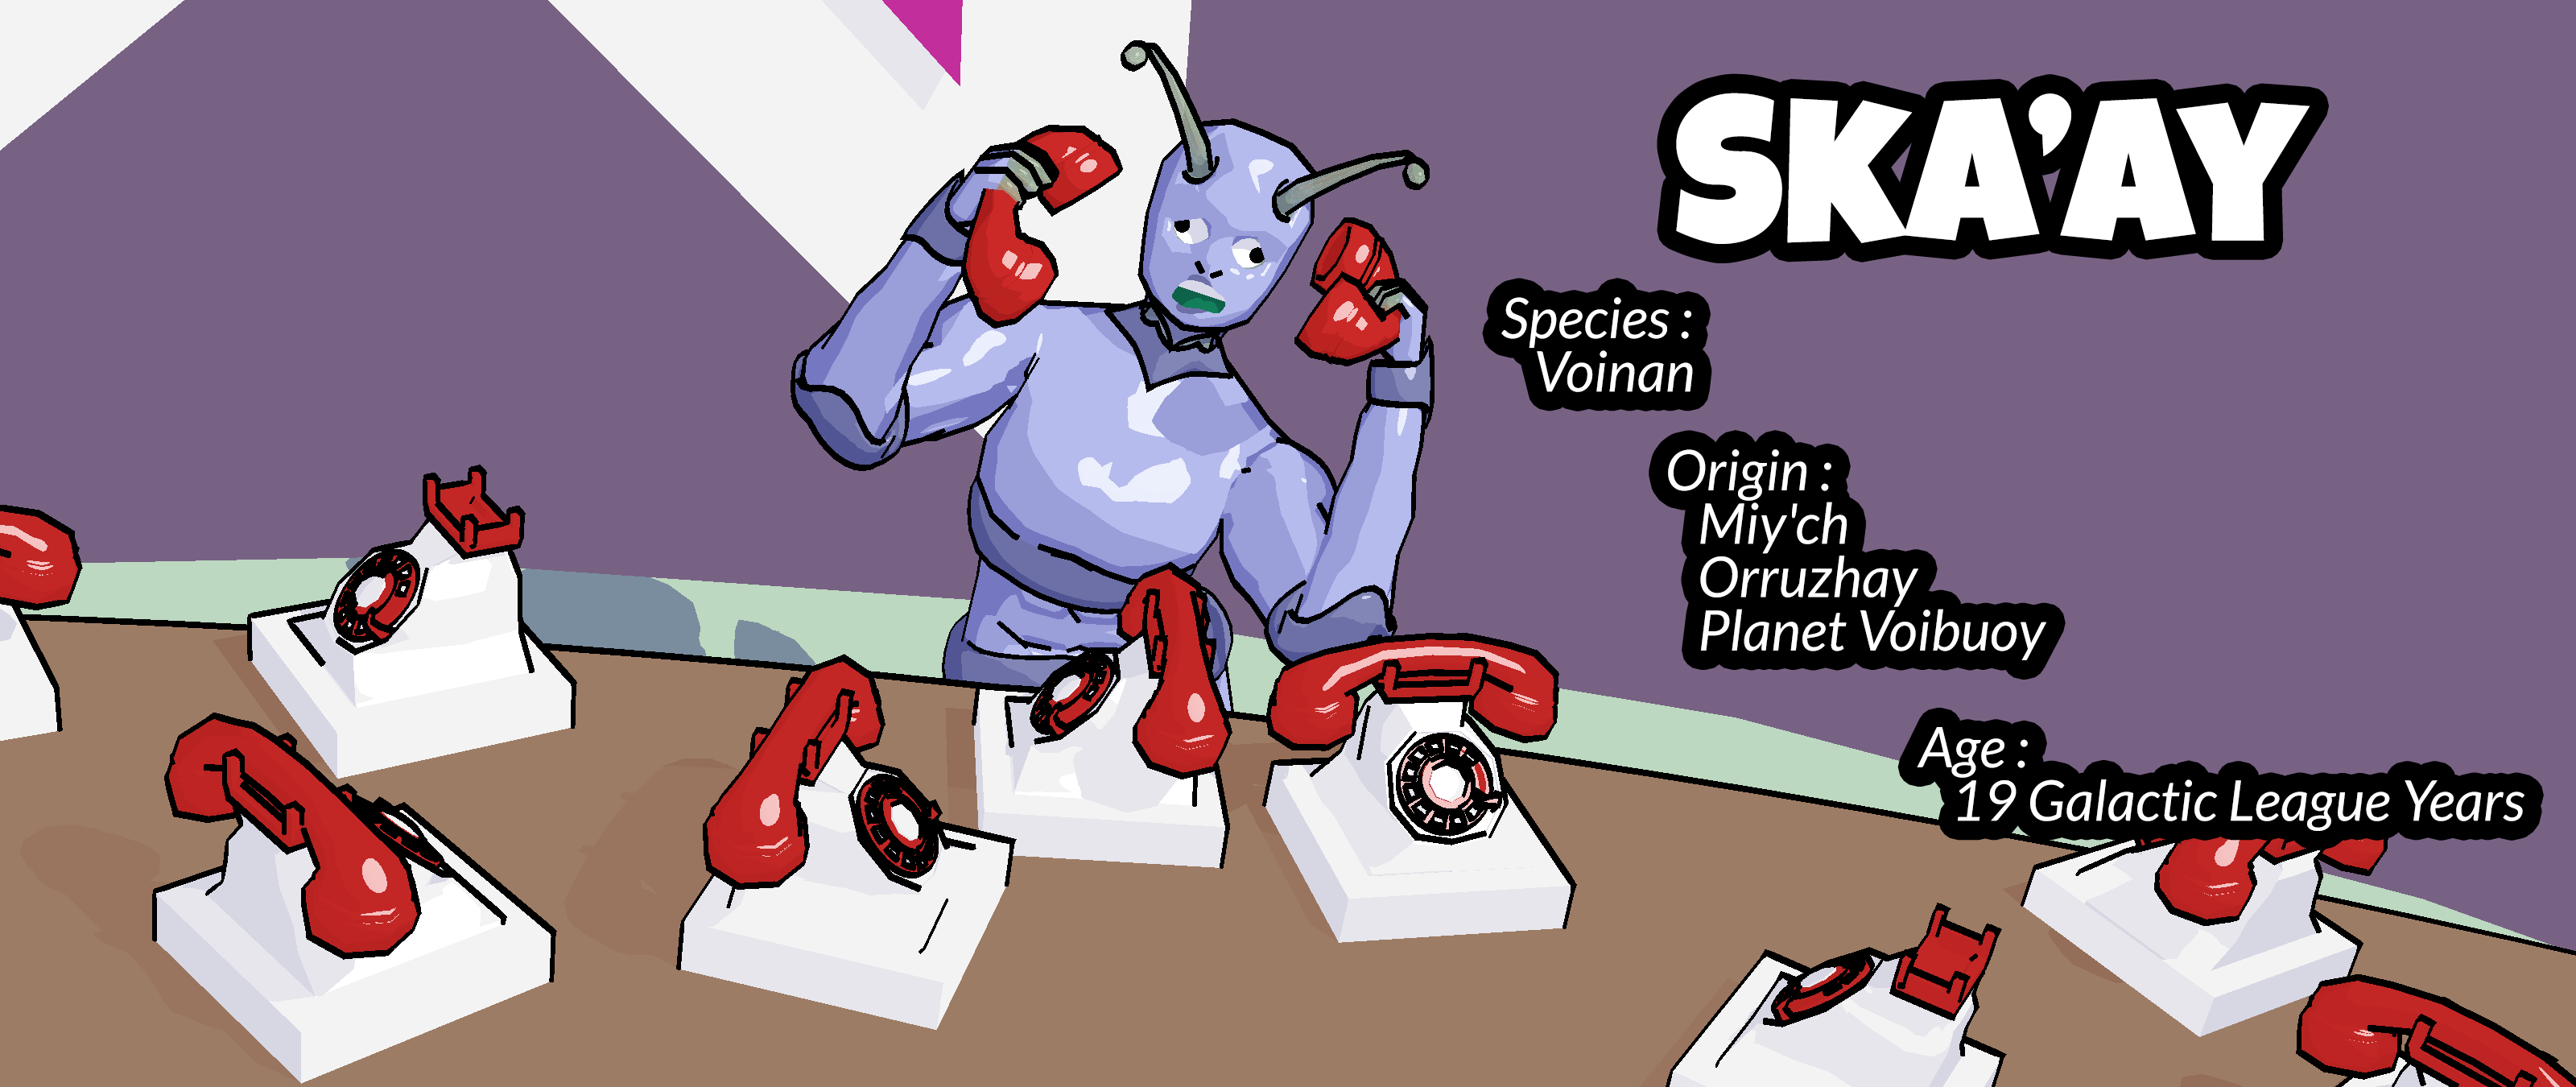 SKA’AY
Species :
Voinan
Origin :
Miy'ch
Orruzhay
Planet Voibuoy
Age :
19 Galactic League Years